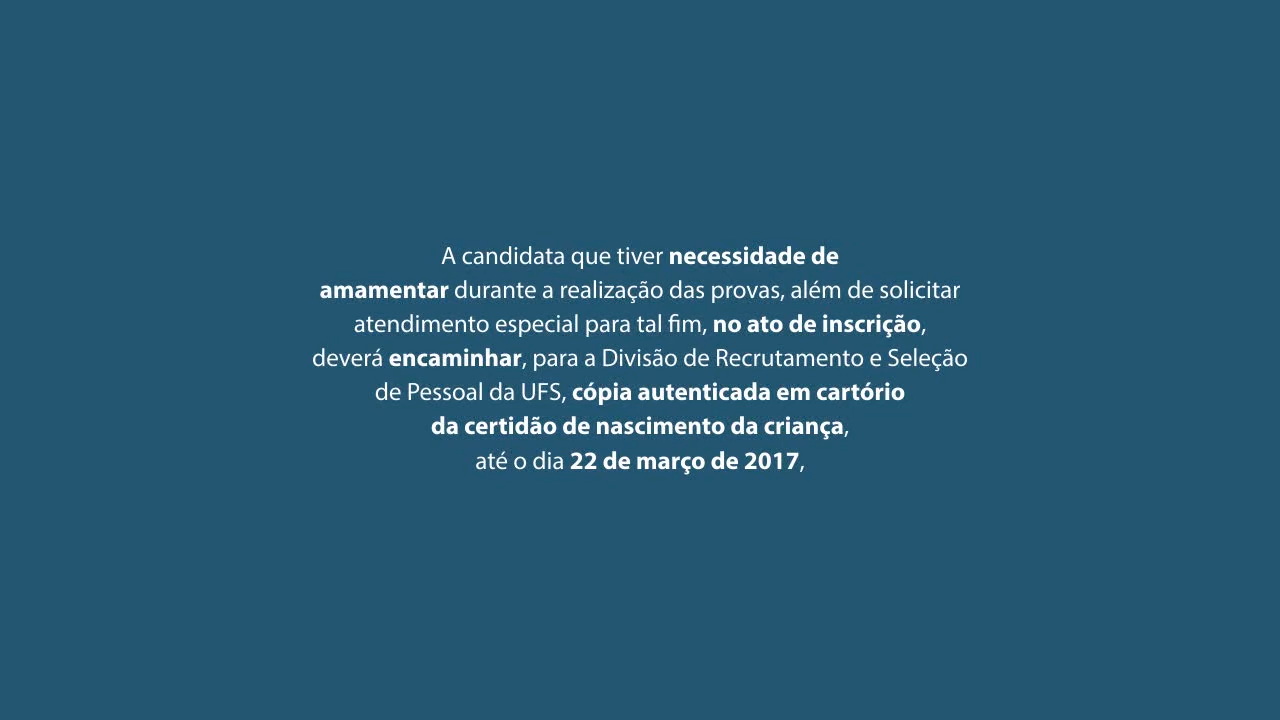 A candidata que tiver necessidade de
amamentar durante a realização das provas, além de solicitar
atendimento especial para tal fim, no ato de inscrição,
deverá encaminhar, para a Divisão de Recrutamento e Seleção
de Pessoal da UFS, cópia autenticada em cartório
da certidão de nascimento da criança,
até o dia 22 de março de 2017,